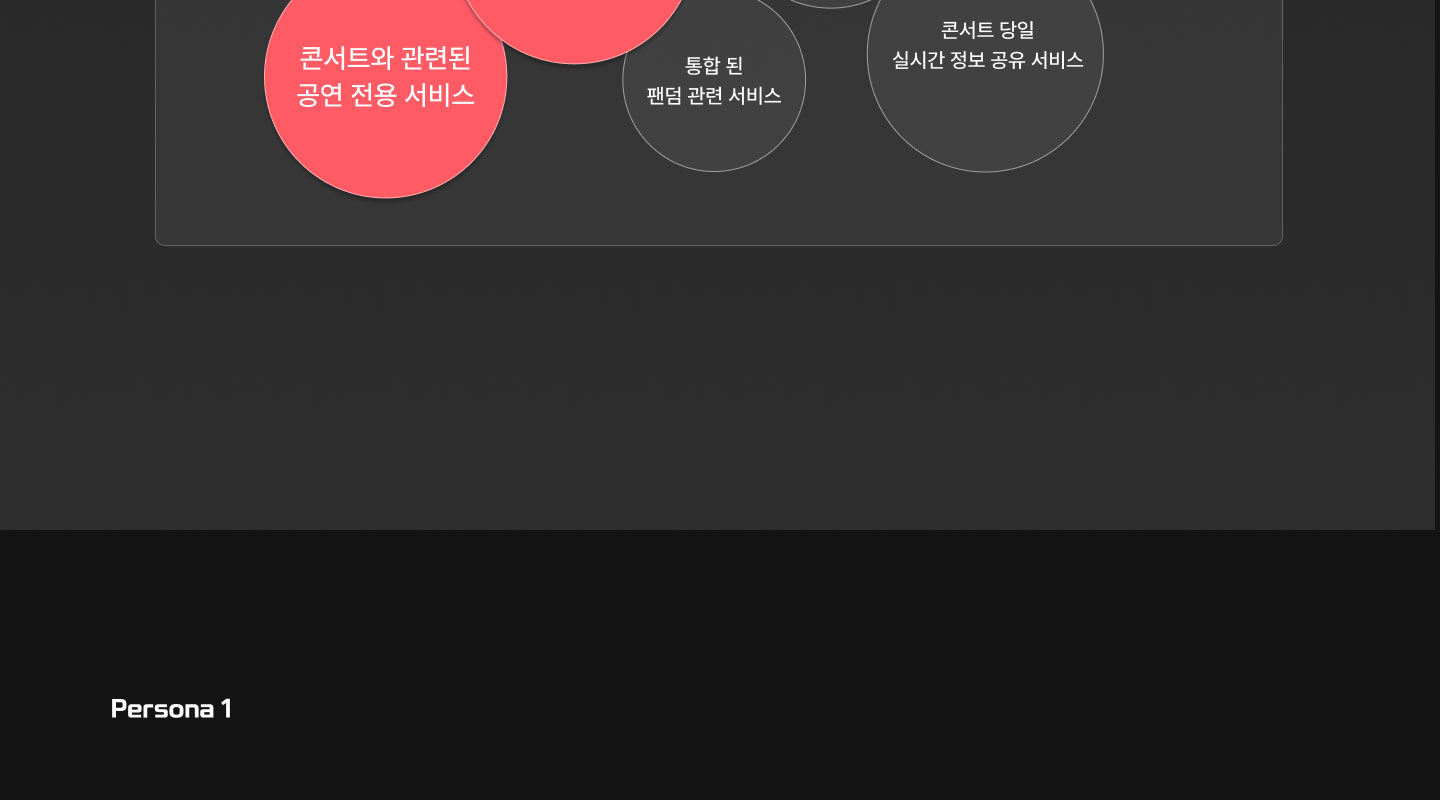 콘서트와 관련된
공연 전용 서비스
통합 된
팬덤 관련 서비스
콘서트 당일
실시간 정보 공유 서비스
Persona 1